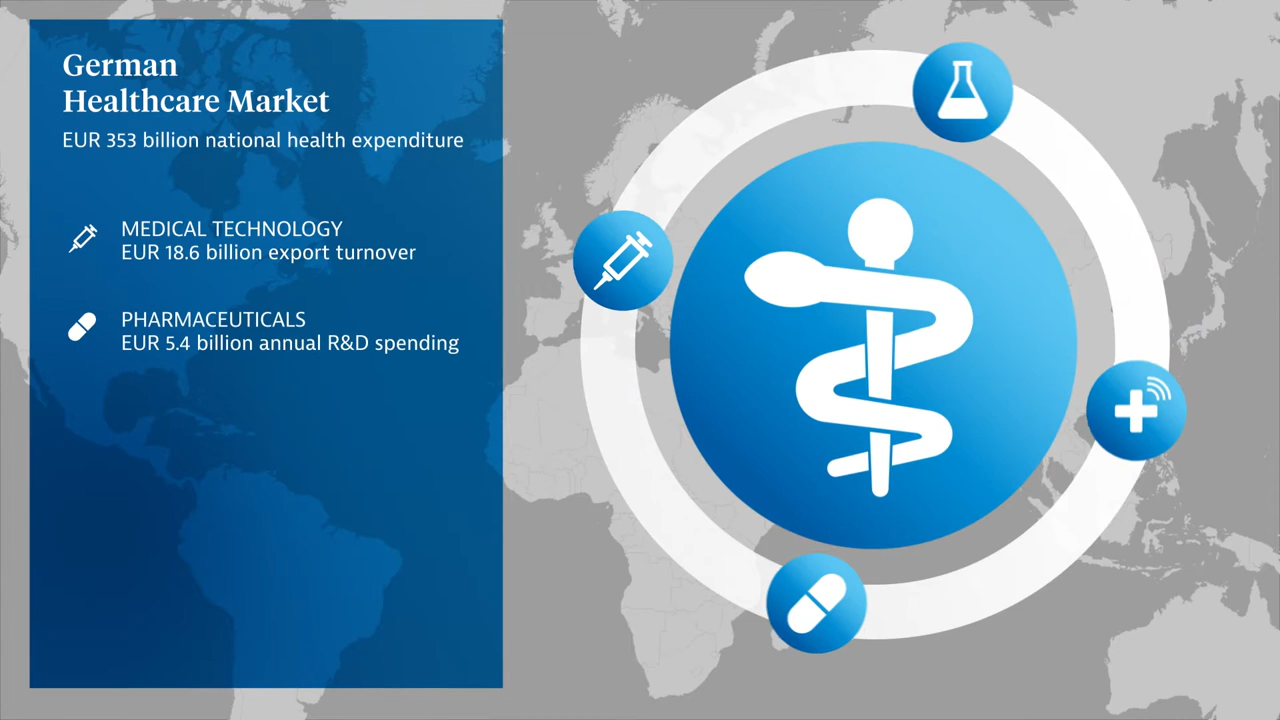 German
Healthcare Market
EUR 353 billion national health expenditure
MEDICAL TECHNOLOGY
EUR 18.6 billion export turnover
PHARMACEUTICALS
EUR 5.4 billion annual R&D spending